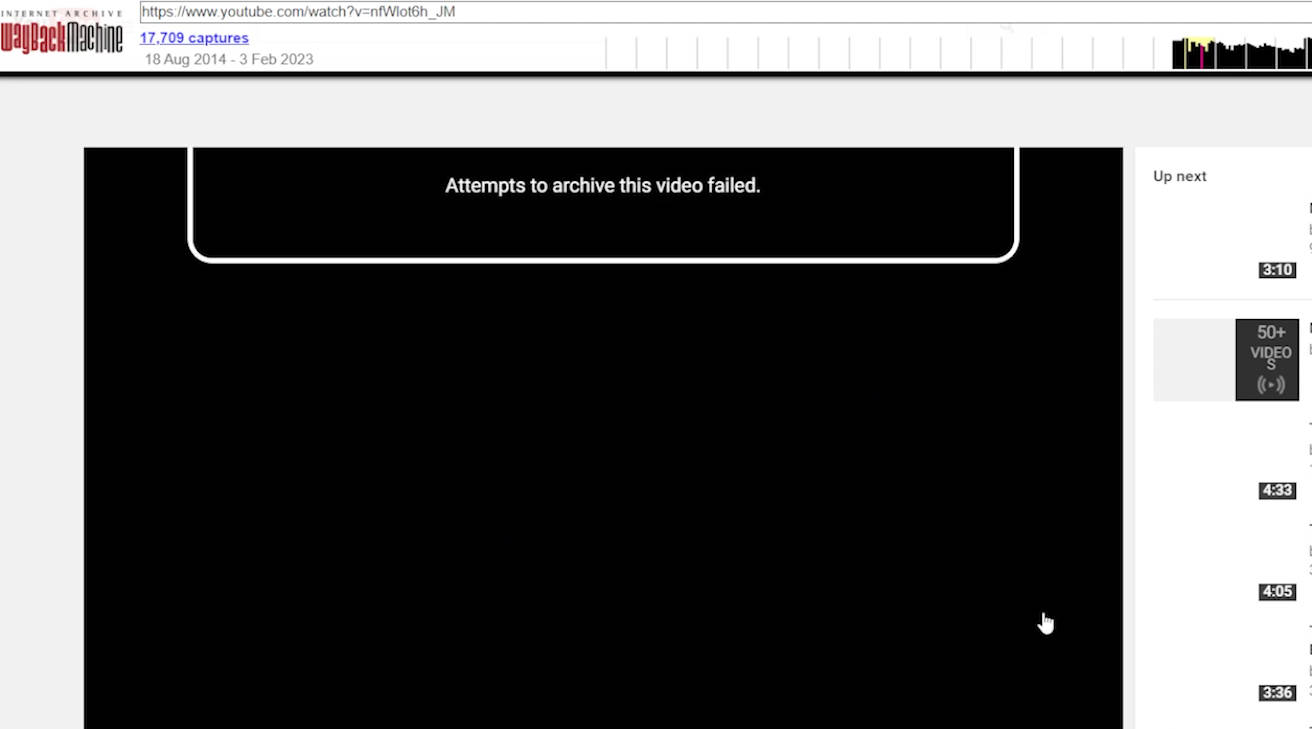 INTERNET ARCHIVE
WayBackMachine
https://www.youtube.com/watch?v=nfWlot6h_JM
17,709 captures
18 Aug 2014 - 3 Feb 2023
Attempts to archive this video failed.
Up next
3:10
50+
VIDEO
S
4:33
4:05
3:36